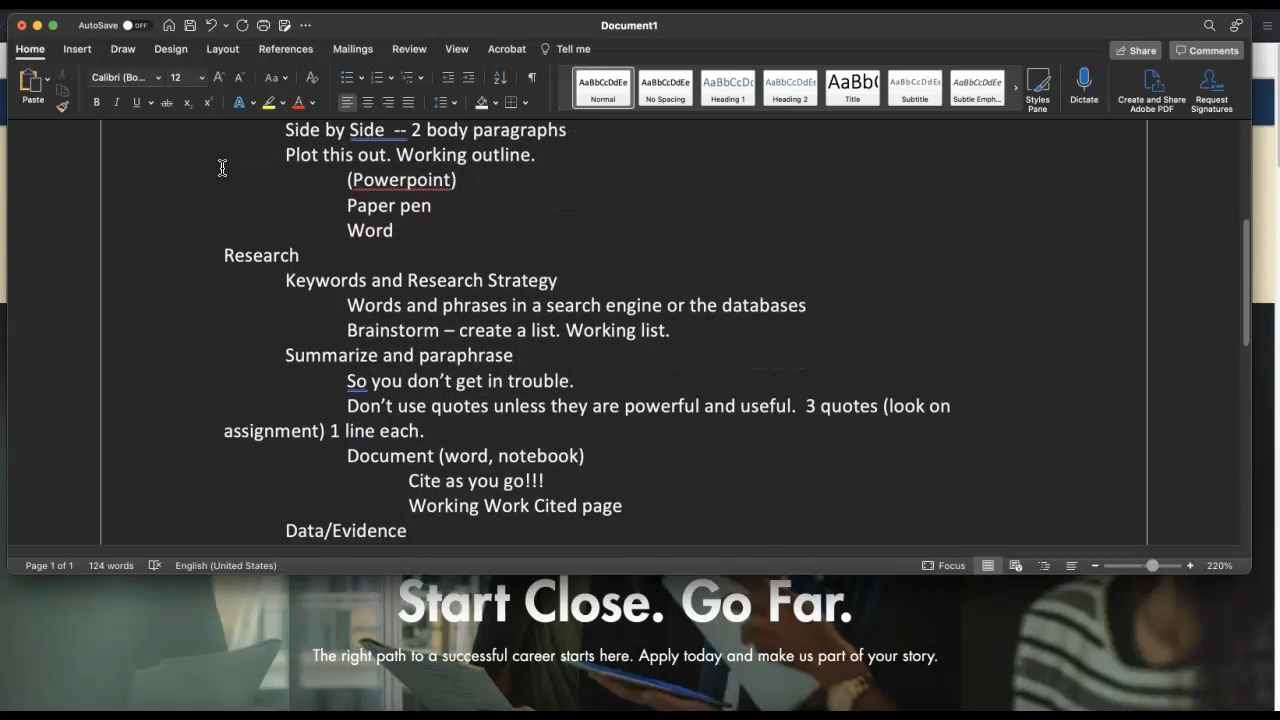 AutoSave OFF Document1
Home Insert Draw Design Layout References Mailings Review View Acrobat Tell me Share Comments
Paste Calibri (Bo... 12 Aa AaBbCcDdEe AaBbCcDdEe AaBbCcDc AaBbCcDdEe AaBb( AaBbCcDdEe AaBbCcDdEe
Normal No Spacing Heading 1 Heading 2 Title Subtitle Subtle Emph... Styles Pane Dictate Create and Share Adobe PDF Request Signatures
Side by Side -- 2 body paragraphs
Plot this out. Working outline.
(Powerpoint)
Paper pen
Word
Research
Keywords and Research Strategy
Words and phrases in a search engine or the databases
Brainstorm – create a list. Working list.
Summarize and paraphrase
So you don’t get in trouble.
Don’t use quotes unless they are powerful and useful.  3 quotes (look on
assignment) 1 line each.
Document (word, notebook)
Cite as you go!!!
Working Work Cited page
Data/Evidence
Page 1 of 1 124 words English (United States) Focus 220%
Start Close. Go Far.
The right path to a successful career starts here. Apply today and make us part of your story.